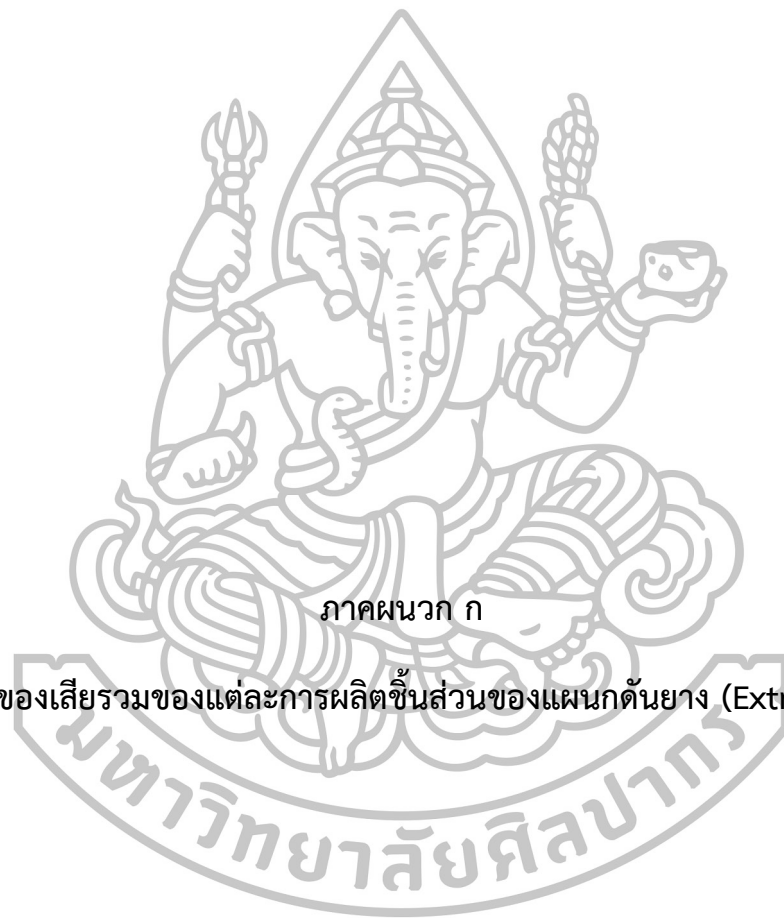 ภาคผนวก ก
ของเสียรวมของแต่ละการผลิตชิ้นส่วนของแผนกดันยาง (Extr
มหาวิทยาลัยศิลปากร